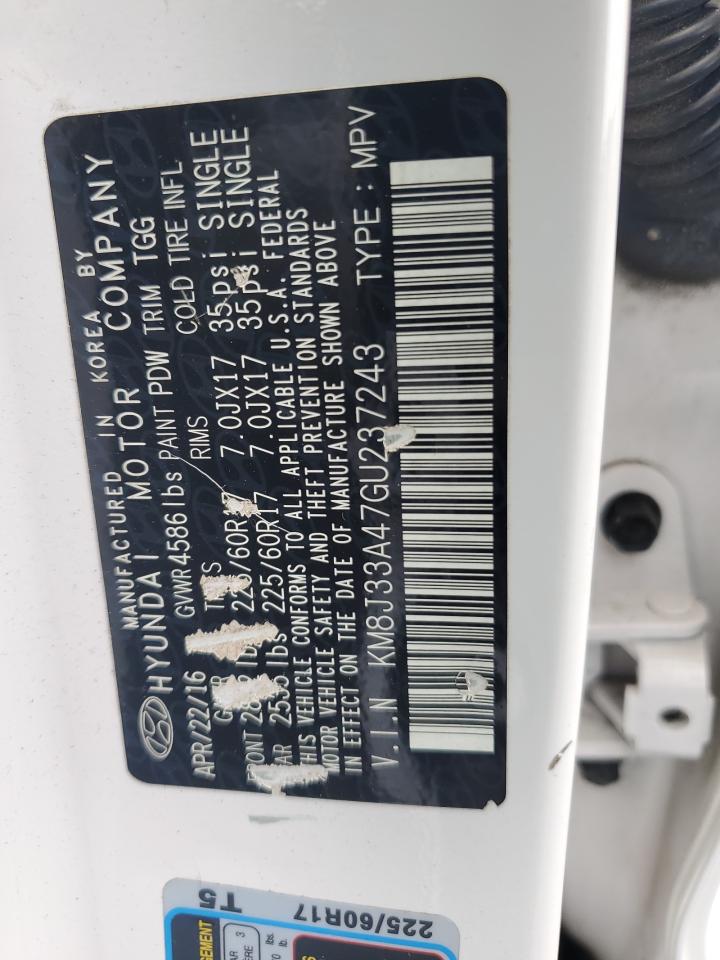 MANUFACTURED IN KOREA BY
HYUNDAI MOTOR COMPANY
APR/22/16 GVWR 4586 lbs PAINT PDW TRIM TGG
RIMS COLD TIRE INFL
7.0JX17 35psi SINGLE
225/60R17 7.0JX17 35psi SINGLE
VEHICLE CONFORMS TO ALL APPLICABLE U.S.A. FEDERAL
MOTOR VEHICLE SAFETY AND THEFT PREVENTION STANDARDS
IN EFFECT ON THE DATE OF MANUFACTURE SHOWN ABOVE
V.I.N KM8J33A47GU237243 TYPE : MPV
T5
225/60R17